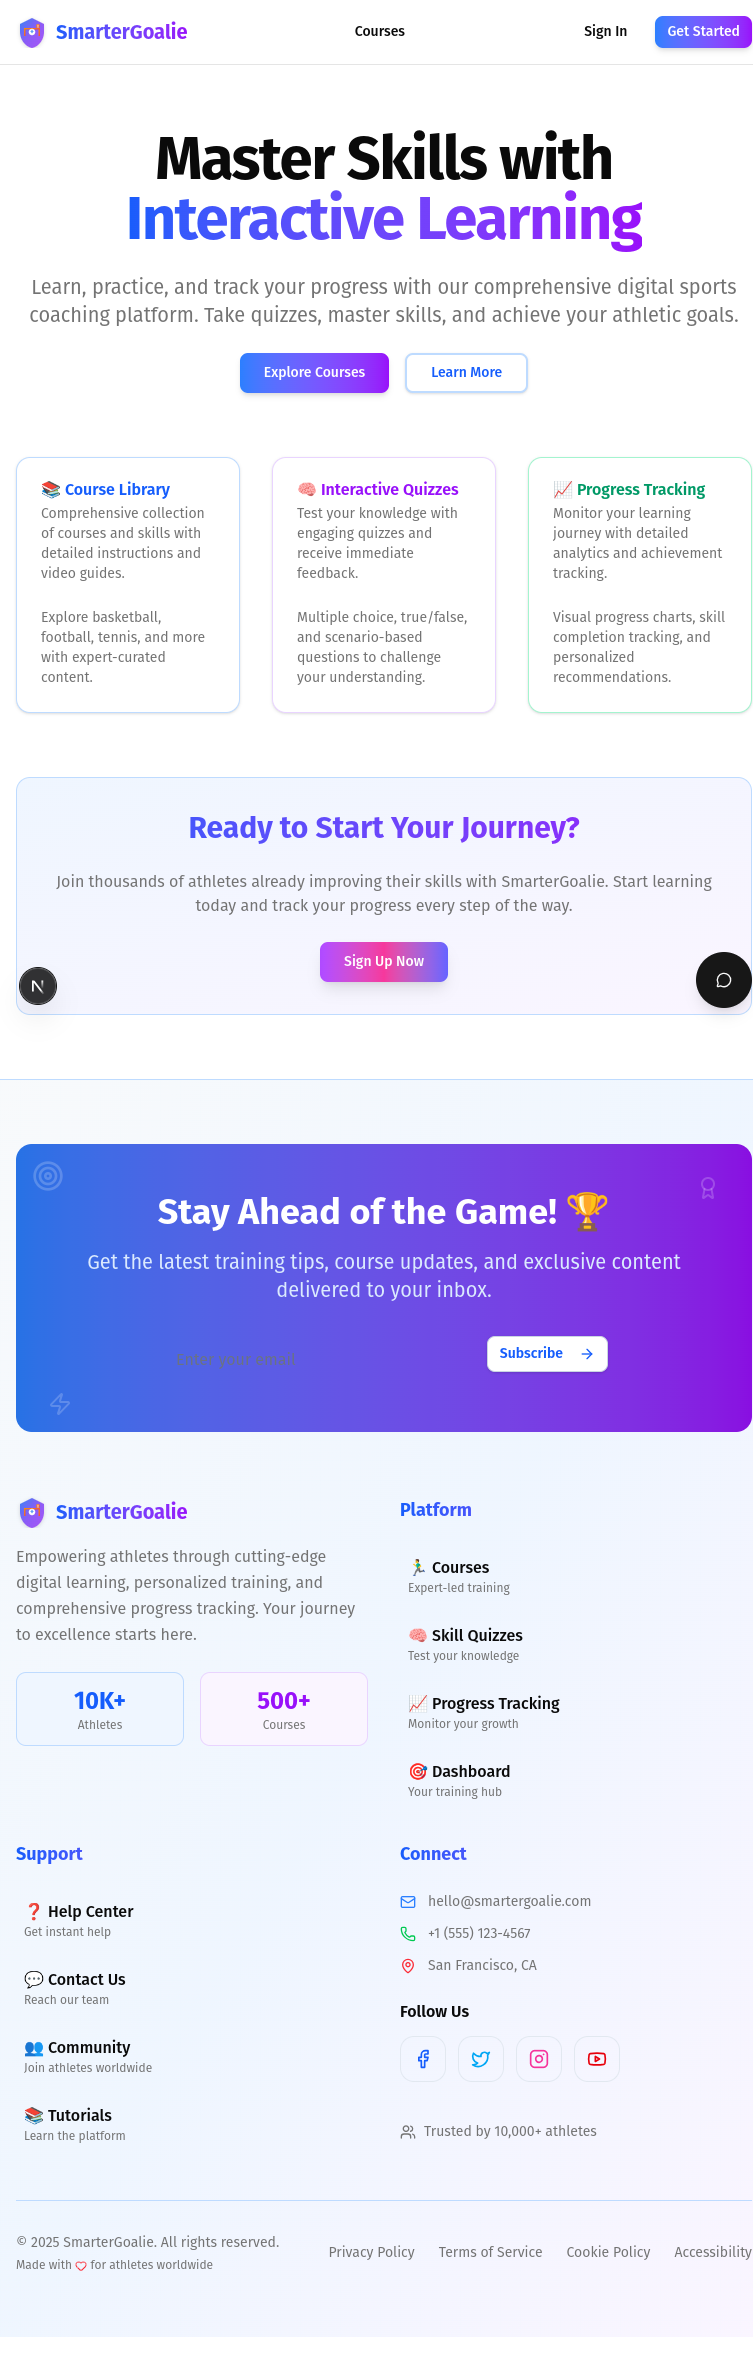 SmarterGoalie
Courses
Sign In
Get Started
Master Skills with
Interactive Learning
Learn, practice, and track your progress with our comprehensive digital sports
coaching platform. Take quizzes, master skills, and achieve your athletic goals.
Explore Courses
Learn More
📚 Course Library
Comprehensive collection
of courses and skills with
detailed instructions and
video guides.
Explore basketball,
football, tennis, and more
with expert-curated
content.
🧠 Interactive Quizzes
Test your knowledge with
engaging quizzes and
receive immediate
feedback.
Multiple choice, true/false,
and scenario-based
questions to challenge
your understanding.
📈 Progress Tracking
Monitor your learning
journey with detailed
analytics and achievement
tracking.
Visual progress charts, skill
completion tracking, and
personalized
recommendations.
Ready to Start Your Journey?
Join thousands of athletes already improving their skills with SmarterGoalie. Start learning
today and track your progress every step of the way.
Sign Up Now
N
Stay Ahead of the Game! 🏆
Get the latest training tips, course updates, and exclusive content
delivered to your inbox.
Enter your email
Subscribe
SmarterGoalie
Empowering athletes through cutting-edge
digital learning, personalized training, and
comprehensive progress tracking. Your journey
to excellence starts here.
10K+
Athletes
500+
Courses
Platform
🏃‍♂️ Courses
Expert-led training
🧠 Skill Quizzes
Test your knowledge
📈 Progress Tracking
Monitor your growth
🎯 Dashboard
Your training hub
Support
❓ Help Center
Get instant help
💬 Contact Us
Reach our team
👥 Community
Join athletes worldwide
📚 Tutorials
Learn the platform
Connect
hello@smartergoalie.com
+1 (555) 123-4567
San Francisco, CA
Follow Us
Trusted by 10,000+ athletes
© 2025 SmarterGoalie. All rights reserved.
Made with ♡ for athletes worldwide
Privacy Policy
Terms of Service
Cookie Policy
Accessibility